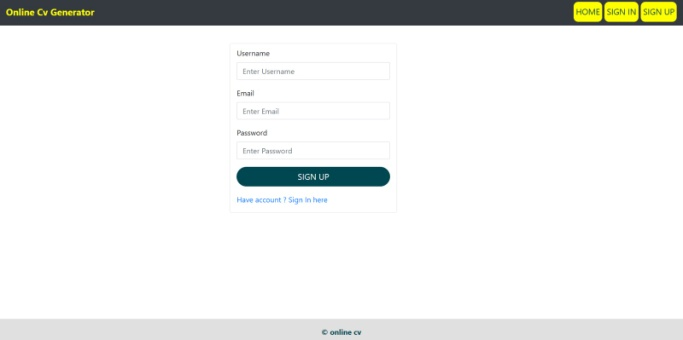 Online Cv Generator
HOME SIGN IN SIGN UP
Username
Enter Username
Email
Enter Email
Password
Enter Password
SIGN UP
Have account ? Sign In here
© online cv